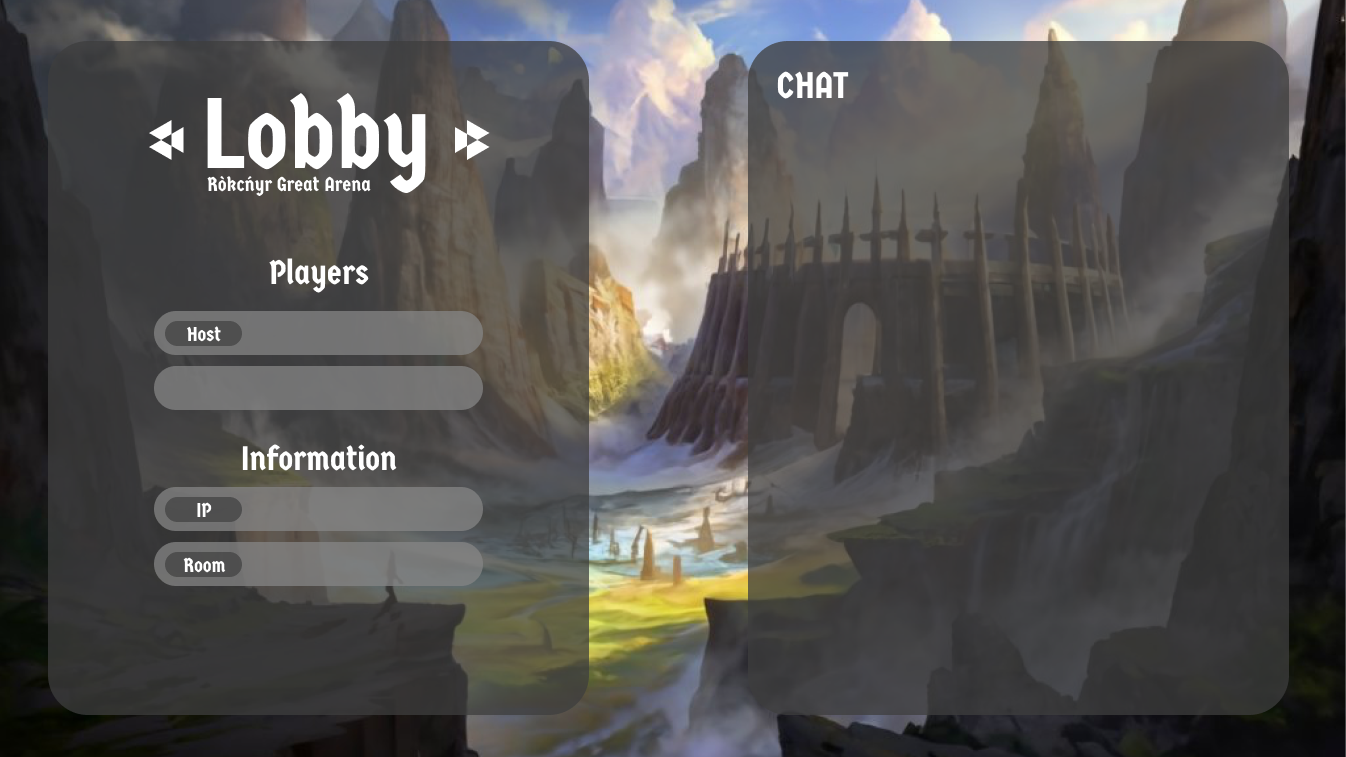 Lobby
Ròkcńyr Great Arena
Players
Host
Information
IP
Room
CHAT